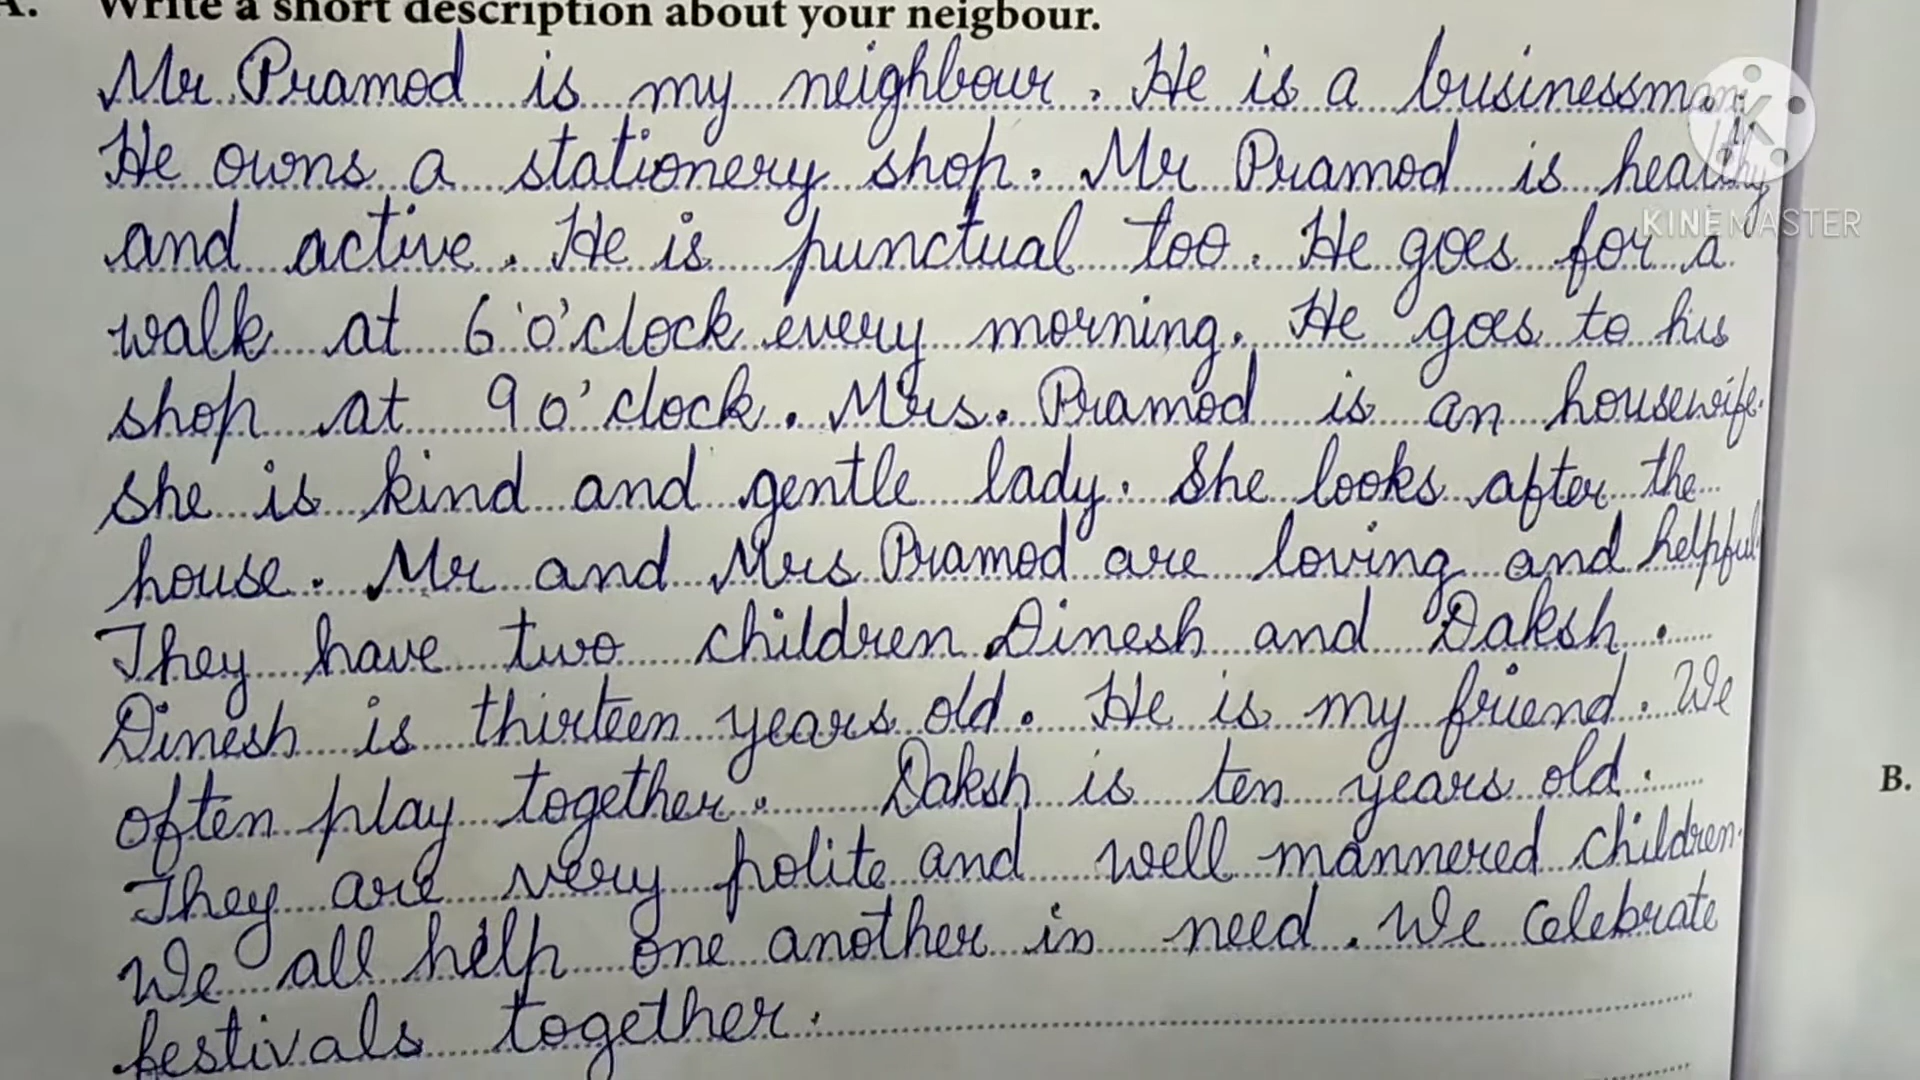 A. Write a short description about your neigbour.
Mr Pramod is my neighbour. He is a businessman.
He owns a stationery shop. Mr Pramod is healthy
and active. He is punctual too. He goes for a
walk at 6 o'clock every morning. He goes to his
shop at 9 o'clock. Mrs. Pramod is an housewife.
she is kind and gentle lady. She looks after the
house. Mr and Mrs Pramod are loving and helpful
They have two children Dinesh and Daksh.
Dinesh is thirteen years old. He is my friend. We
often play together. Daksh is ten years old.
They are very polite and well mannered children.
We all help one another in need. We celebrate
festivals together.
B.
KINEMASTER